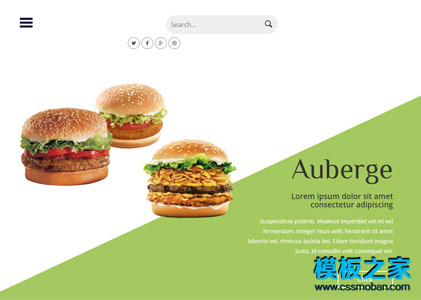 Search...
Auberge
Lorem ipsum dolor sit amet
consectetur adipiscing
Suspendisse potenti. Vivamus imperdiet vel mi vel
fermentum. Integer risus nibh, hendrerit sit amet
lobortis vel, rhoncus lacinia leo. Etiam tincidunt magna
justo, id convallis velit consequat vel.
模板之家
www.cssmoban.com